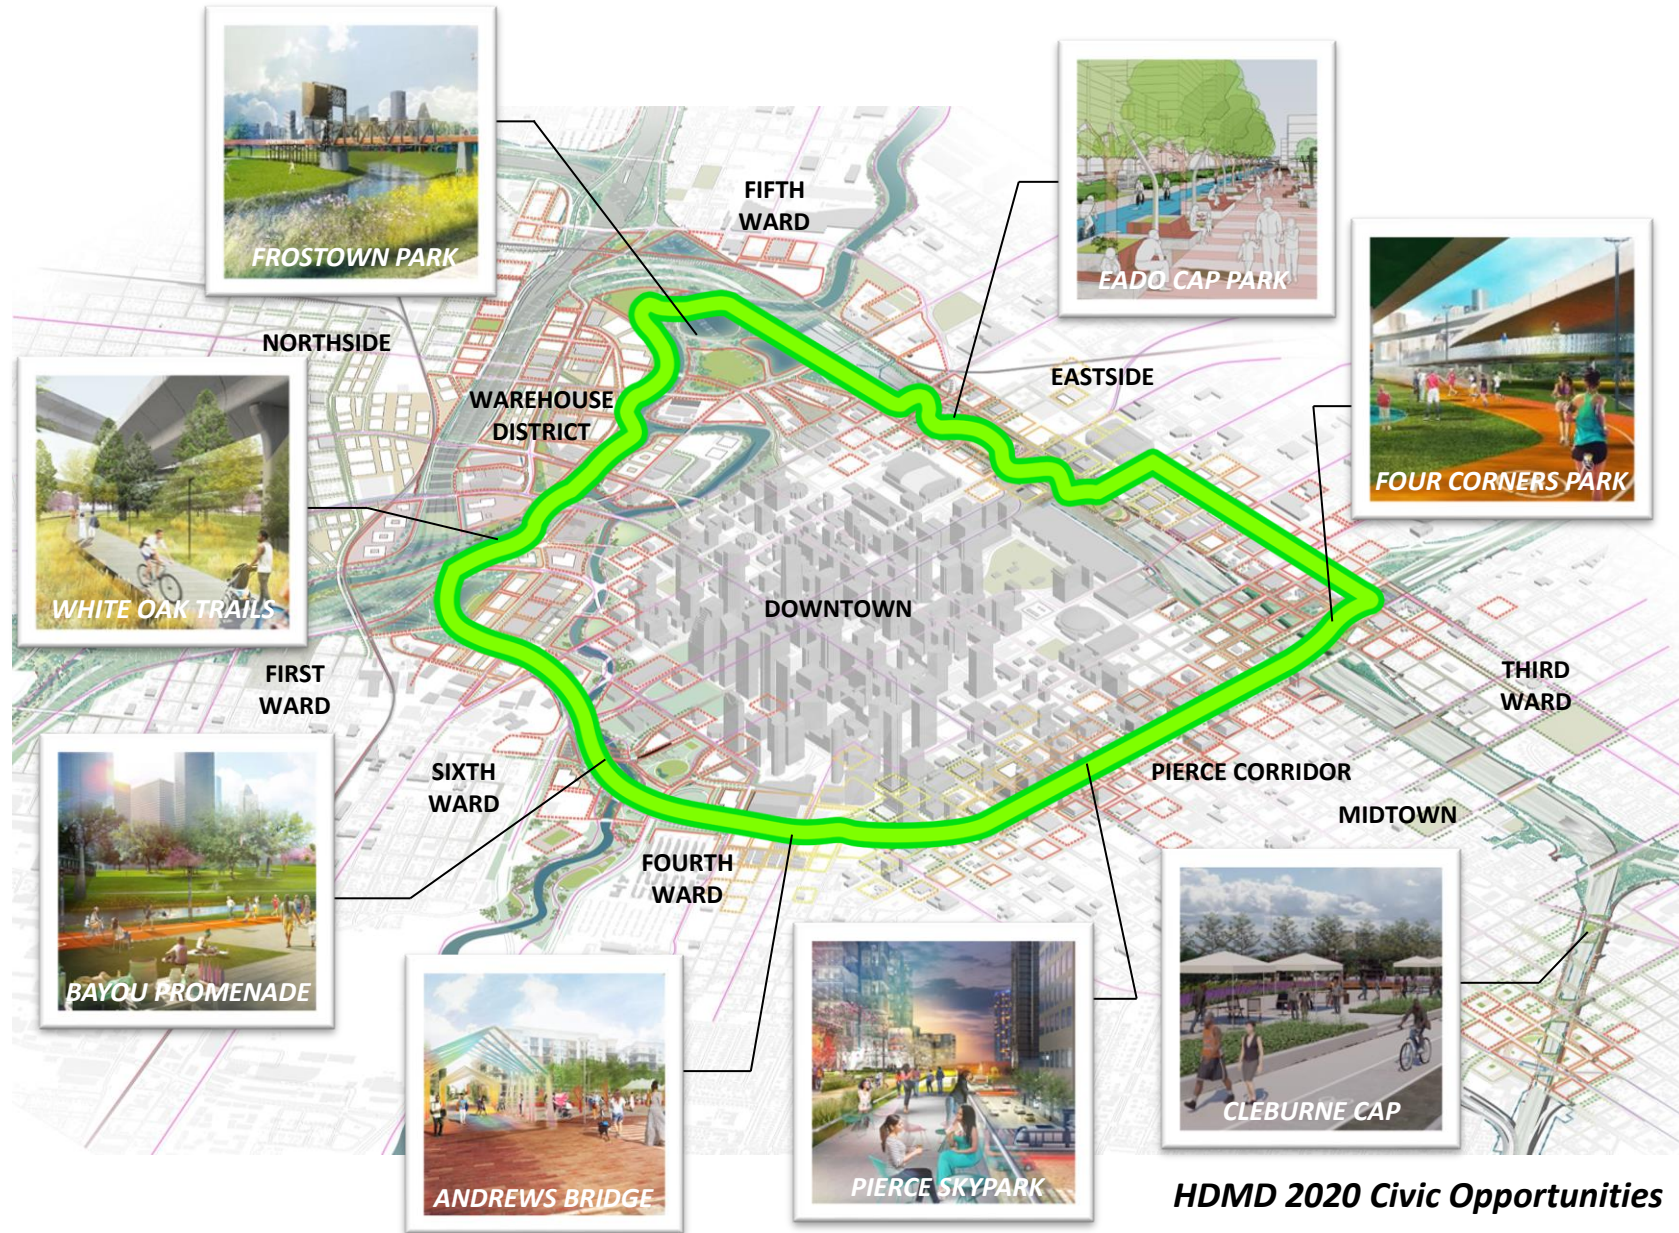 FROSTOWN PARK
EADO CAP PARK
FIFTH
WARD
FOUR CORNERS PARK
NORTHSIDE
EASTSIDE
WAREHOUSE
DISTRICT
WHITE OAK TRAILS
DOWNTOWN
FIRST
WARD
THIRD
WARD
SIXTH
WARD
PIERCE CORRIDOR
MIDTOWN
FOURTH
WARD
BAYOU PROMENADE
ANDREWS BRIDGE
PIERCE SKYPARK
CLEBURNE CAP
HDMD 2020 Civic Opportunities